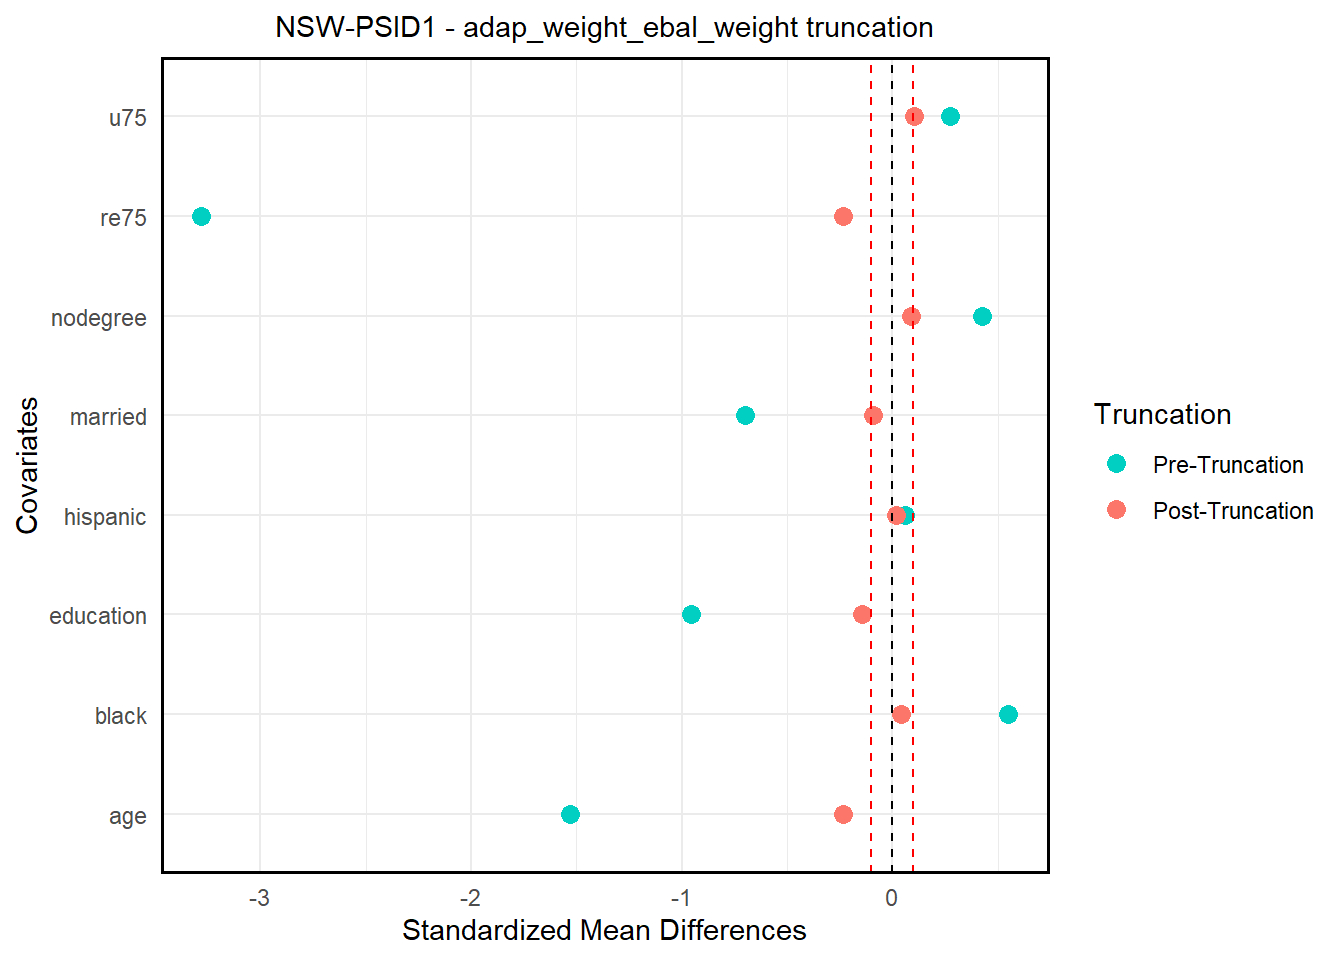 NSW-PSID1 - adap_weight_ebal_weight truncation
Covariates
u75
re75
nodegree
married
hispanic
education
black
age
-3
-2
-1
0
Standardized Mean Differences
Truncation
Pre-Truncation
Post-Truncation